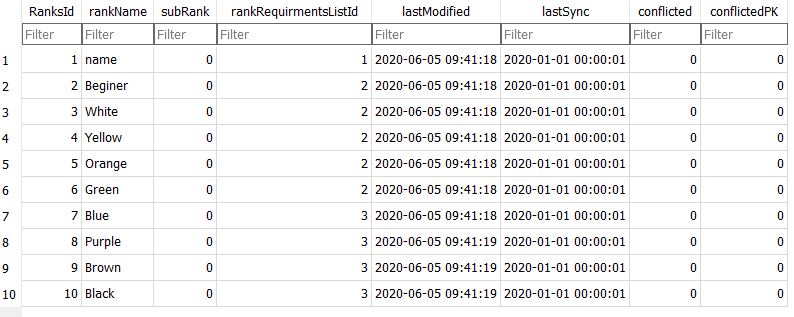 RanksId rankName subRank rankRequirmentsListId lastModified lastSync conflicted conflictedPK
Filter Filter Filter Filter Filter Filter Filter Filter
1 1 name 0 1 2020-06-05 09:41:18 2020-01-01 00:00:01 0 0
2 2 Beginer 0 2 2020-06-05 09:41:18 2020-01-01 00:00:01 0 0
3 3 White 0 2 2020-06-05 09:41:18 2020-01-01 00:00:01 0 0
4 4 Yellow 0 2 2020-06-05 09:41:18 2020-01-01 00:00:01 0 0
5 5 Orange 0 2 2020-06-05 09:41:18 2020-01-01 00:00:01 0 0
6 6 Green 0 2 2020-06-05 09:41:18 2020-01-01 00:00:01 0 0
7 7 Blue 0 3 2020-06-05 09:41:18 2020-01-01 00:00:01 0 0
8 8 Purple 0 3 2020-06-05 09:41:19 2020-01-01 00:00:01 0 0
9 9 Brown 0 3 2020-06-05 09:41:19 2020-01-01 00:00:01 0 0
10 10 Black 0 3 2020-06-05 09:41:19 2020-01-01 00:00:01 0 0